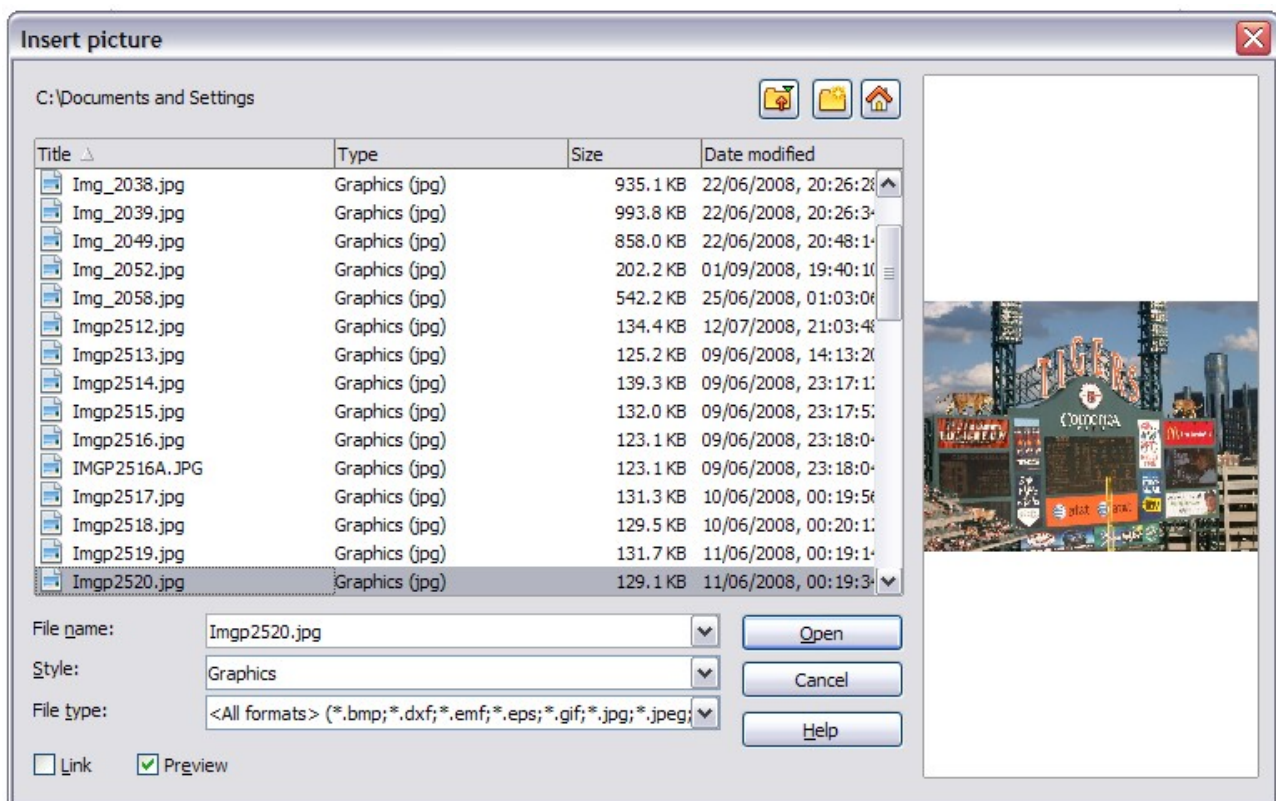 Insert picture
C:\Documents and Settings
Title Type Size Date modified
Img_2038.jpg Graphics (jpg) 935.1 KB 22/06/2008, 20:26:28
Img_2039.jpg Graphics (jpg) 993.8 KB 22/06/2008, 20:26:3
Img_2049.jpg Graphics (jpg) 858.0 KB 22/06/2008, 20:48:1
Img_2052.jpg Graphics (jpg) 202.2 KB 01/09/2008, 19:40:10
Img_2058.jpg Graphics (jpg) 542.2 KB 25/06/2008, 01:03:06
Imgp2512.jpg Graphics (jpg) 134.4 KB 12/07/2008, 21:03:48
Imgp2513.jpg Graphics (jpg) 125.2 KB 09/06/2008, 14:13:20
Imgp2514.jpg Graphics (jpg) 139.3 KB 09/06/2008, 23:17:12
Imgp2515.jpg Graphics (jpg) 132.0 KB 09/06/2008, 23:17:52
Imgp2516.jpg Graphics (jpg) 123.1 KB 09/06/2008, 23:18:0
IMGP2516A.JPG Graphics (jpg) 123.1 KB 09/06/2008, 23:18:0
Imgp2517.jpg Graphics (jpg) 131.3 KB 10/06/2008, 00:19:56
Imgp2518.jpg Graphics (jpg) 129.5 KB 10/06/2008, 00:20:12
Imgp2519.jpg Graphics (jpg) 131.7 KB 11/06/2008, 00:19:1
Imgp2520.jpg Graphics (jpg) 129.1 KB 11/06/2008, 00:19:3
File name: Imgp2520.jpg Open
Style: Graphics Cancel
File type: <All formats> (*.bmp;*.dxf;*.emf;*.eps;*.gif;*.jpg;*.jpeg; Help
Link Preview
TIGERS
Comerica
at&t at&t